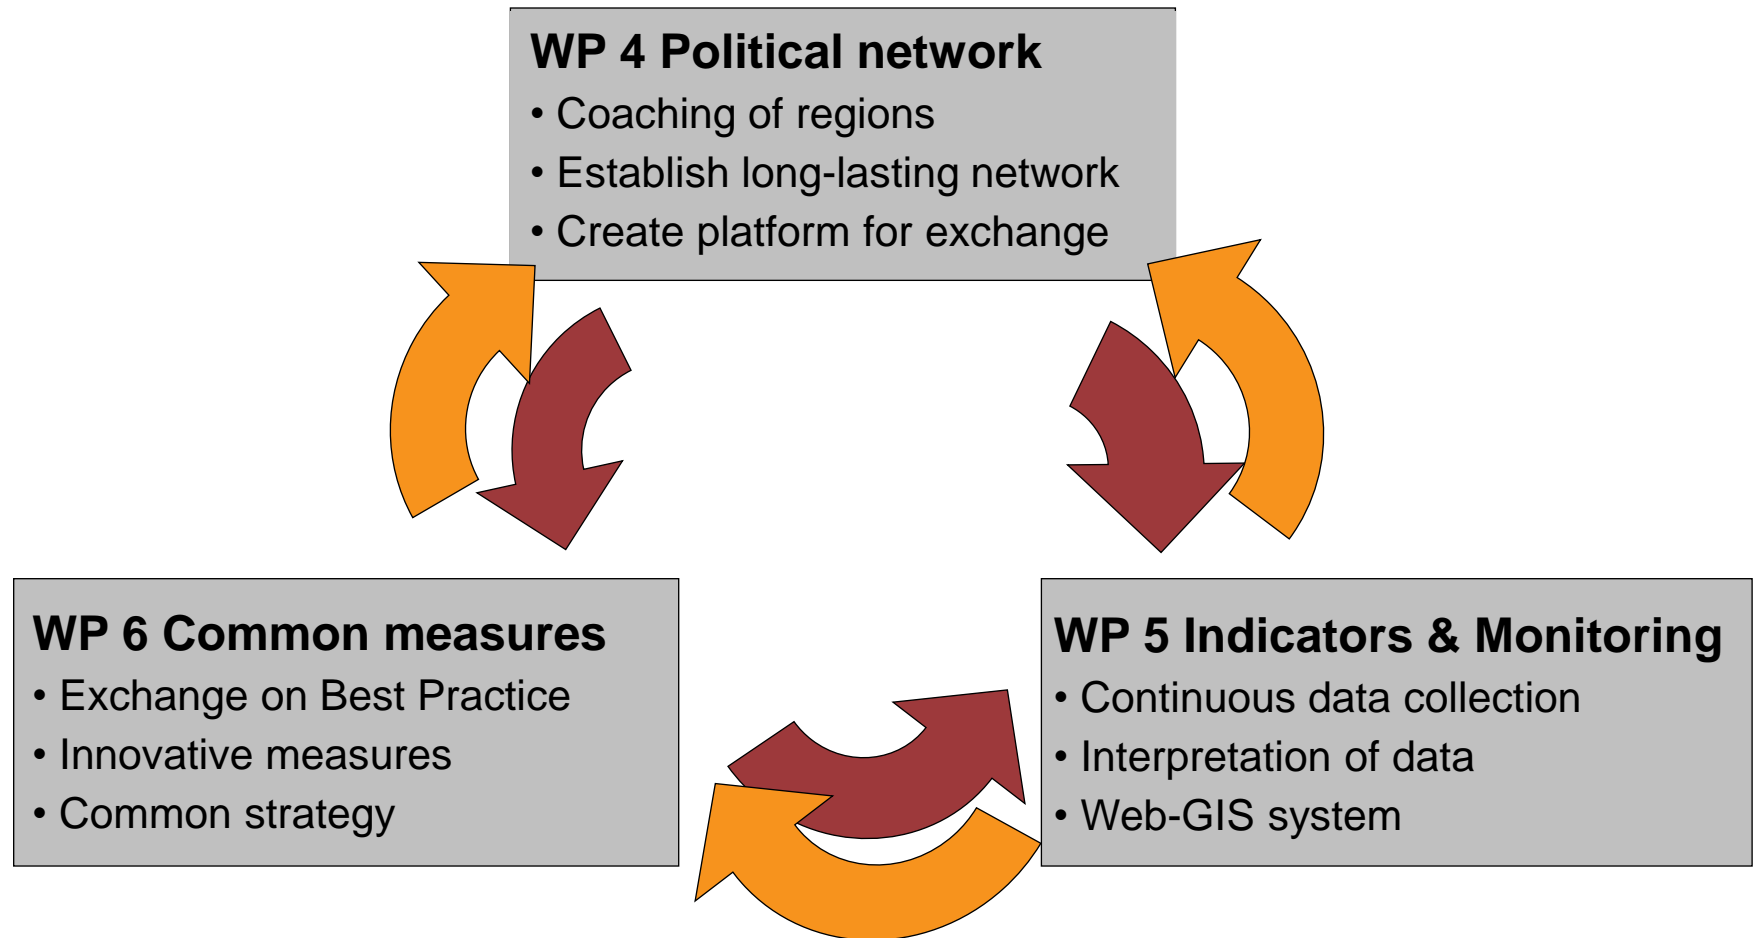 WP 4 Political network
• Coaching of regions
• Establish long-lasting network
• Create platform for exchange
WP 6 Common measures
• Exchange on Best Practice
• Innovative measures
• Common strategy
WP 5 Indicators & Monitoring
• Continuous data collection
• Interpretation of data
• Web-GIS system